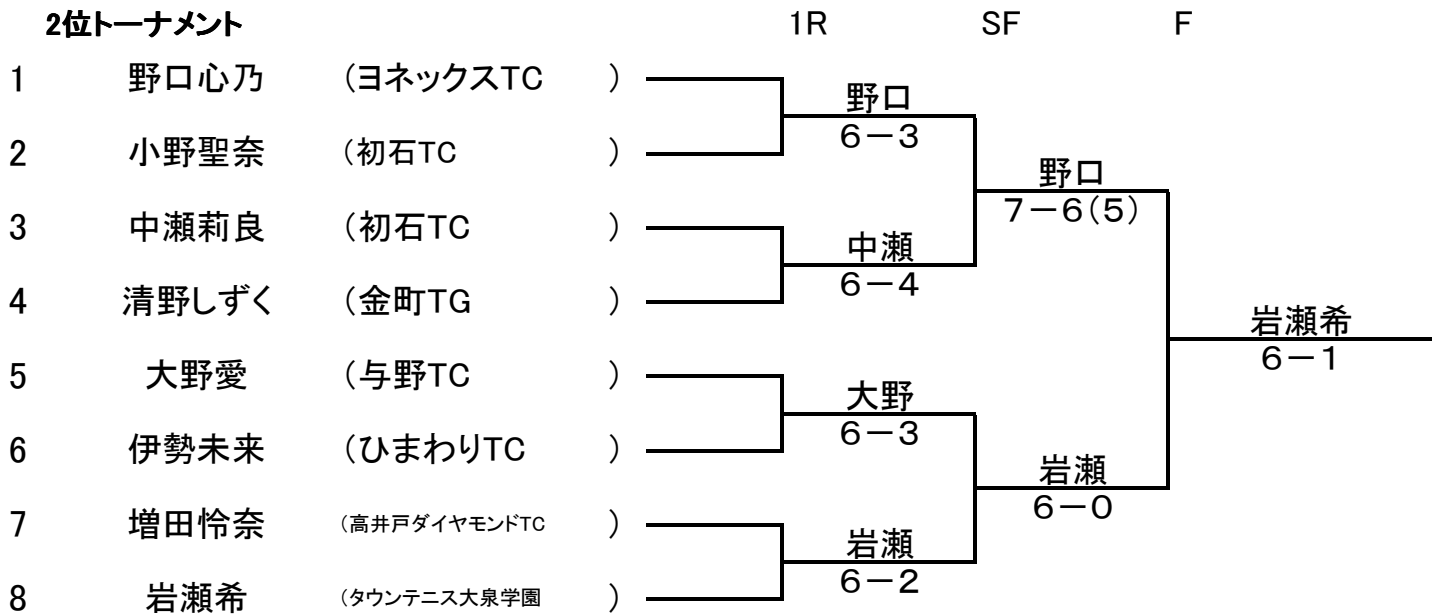 2位トーナメント 1R SF F
1 野口心乃 (ヨネックスTC )
野口
6-3
2 小野聖奈 (初石TC )
野口
7-6(5)
3 中瀬莉良 (初石TC )
中瀬
6-4
4 清野しずく (金町TG )
岩瀬希
6-1
5 大野愛 (与野TC )
大野
6-3
6 伊勢未来 (ひまわりTC )
岩瀬
6-0
7 増田怜奈 (高井戸ダイヤモンドTC )
岩瀬
6-2
8 岩瀬希 (タウンテニス大泉学園 )